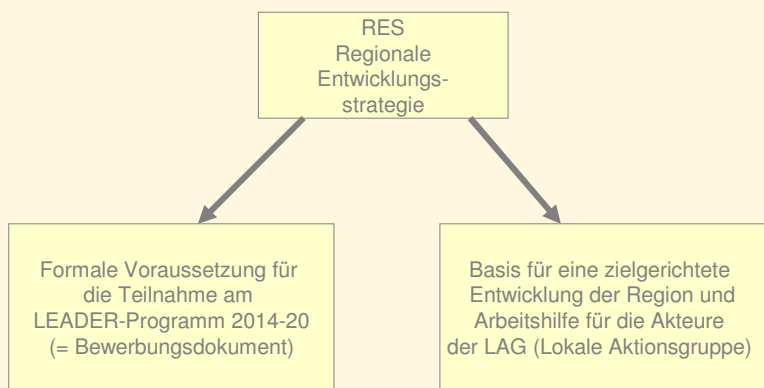 RES
Regionale
Entwicklungs-
strategie
Formale Voraussetzung für
die Teilnahme am
LEADER-Programm 2014-20
(= Bewerbungsdokument)
Basis für eine zielgerichtete
Entwicklung der Region und
Arbeitshilfe für die Akteure
der LAG (Lokale Aktionsgruppe)